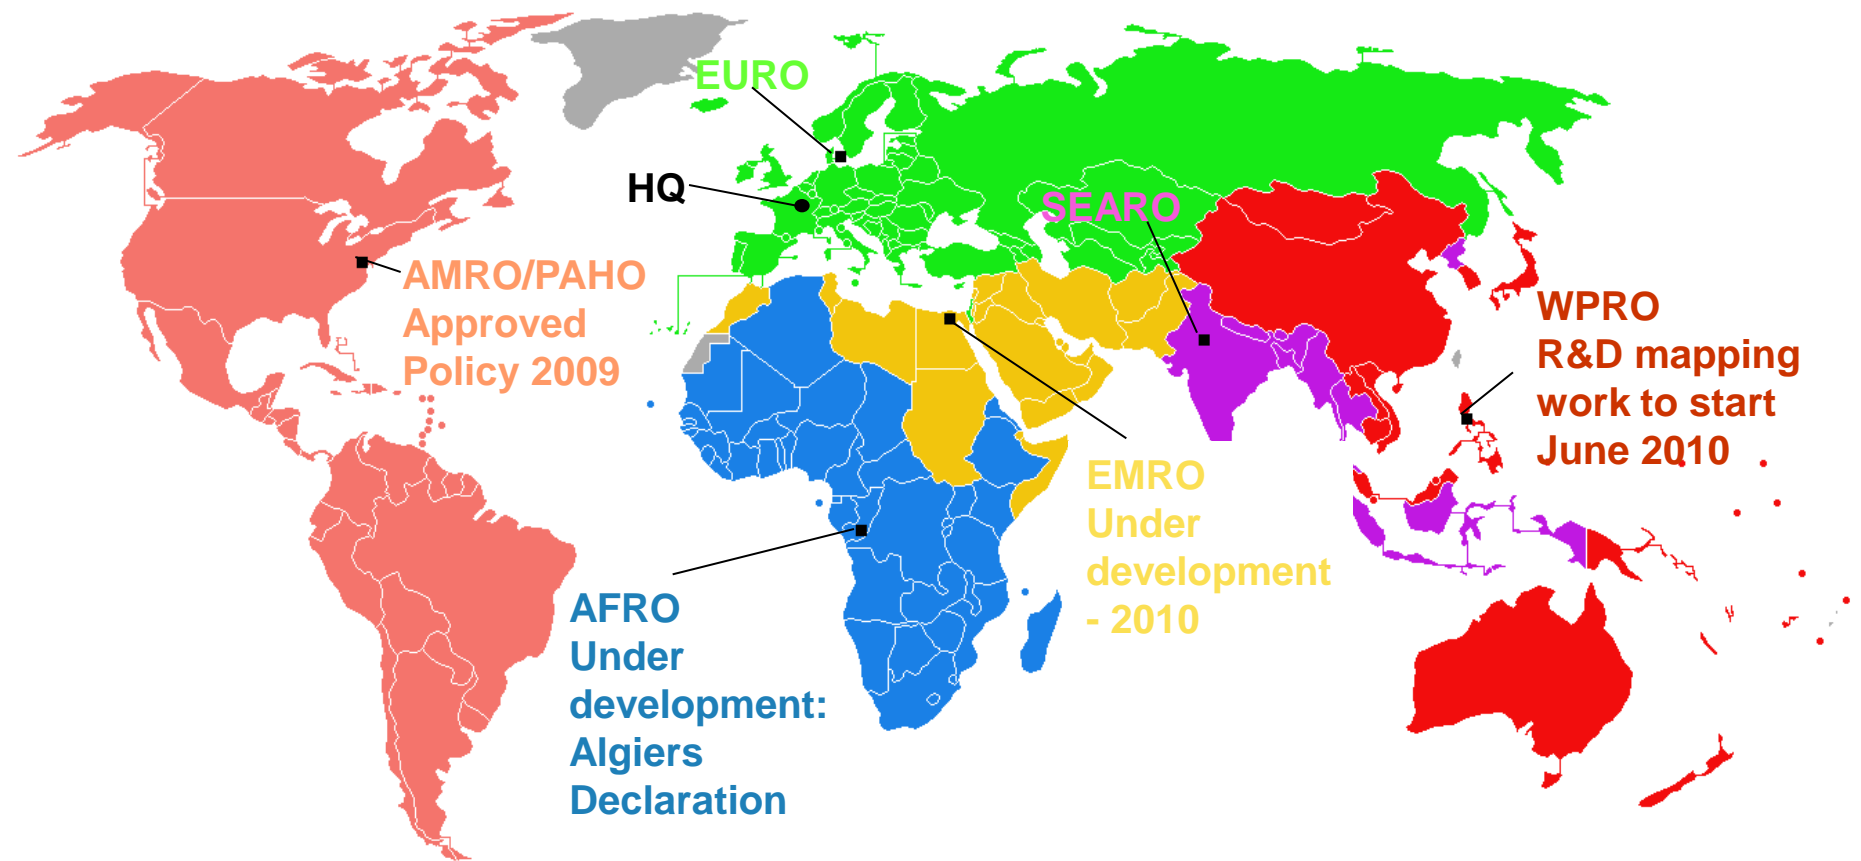 EURO
HQ
SEARO
AMRO/PAHO
Approved
Policy 2009
WPRO
R&D mapping
work to start
June 2010
EMRO
Under
development
- 2010
AFRO
Under
development:
Algiers
Declaration